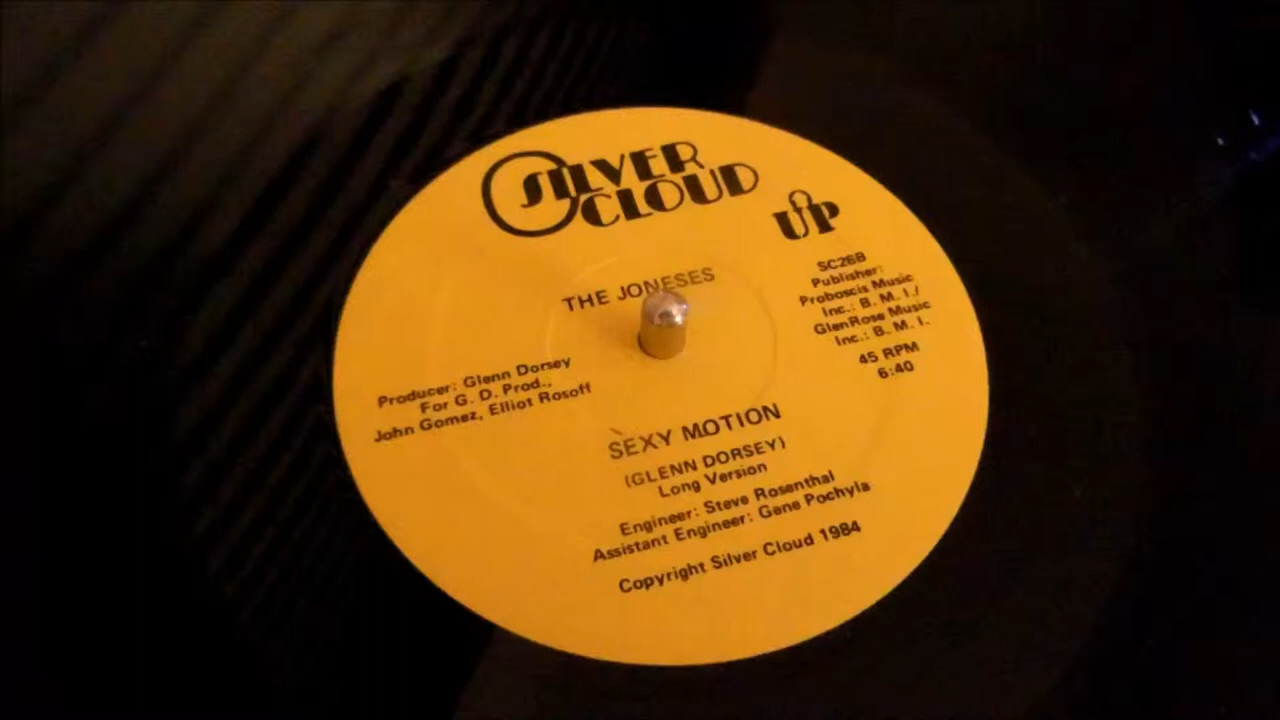 SILVER
CLOUD
UP
THE JONESES
SC26B
Publisher:
Proboscis Music
Inc.: B. M. I./
GlenRose Music
Inc.: B. M. I.
45 RPM
6:40
Producer: Glenn Dorsey
For G. D. Prod.,
John Gomez, Elliot Rosoff
SEXY MOTION
(GLENN DORSEY)
Long Version
Engineer: Steve Rosenthal
Assistant Engineer: Gene Pochyla
Copyright Silver Cloud 1984